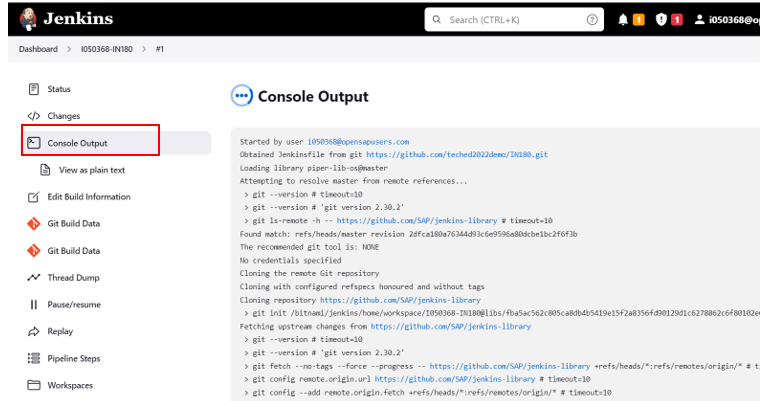 Jenkins
Search (CTRL+K)
1
1
i050368@op
Dashboard > I050368-IN180 > #1
Status
Changes
Console Output
View as plain text
Edit Build Information
Git Build Data
Git Build Data
Thread Dump
Pause/resume
Replay
Pipeline Steps
Workspaces
Console Output
Started by user i050368@opensapusers.com
Obtained Jenkinsfile from git https://github.com/teched2022demo/IN180.git
Loading library piper-lib-os@master
Attempting to resolve master from remote references...
> git --version # timeout=10
> git --version # 'git version 2.30.2'
> git ls-remote -h -- https://github.com/SAP/jenkins-library # timeout=10
Found match: refs/heads/master revision 2dfca180a76344d93c6e9596a80dcbe1bc2f6f3b
The recommended git tool is: NONE
No credentials specified
Cloning the remote Git repository
Cloning with configured refspecs honoured and without tags
Cloning repository https://github.com/SAP/jenkins-library
> git init /bitnami/jenkins/home/workspace/I050368-IN180@libs/fba5ac562c805ca8db4b5419e15f2a8356fd90129d1c6278862c6f80102e
Fetching upstream changes from https://github.com/SAP/jenkins-library
> git --version # timeout=10
> git --version # 'git version 2.30.2'
> git fetch --no-tags --force --progress -- https://github.com/SAP/jenkins-library +refs/heads/*:refs/remotes/origin/* # t
> git config remote.origin.url https://github.com/SAP/jenkins-library # timeout=10
> git config --add remote.origin.fetch +refs/heads/*:refs/remotes/origin/* # timeout=10